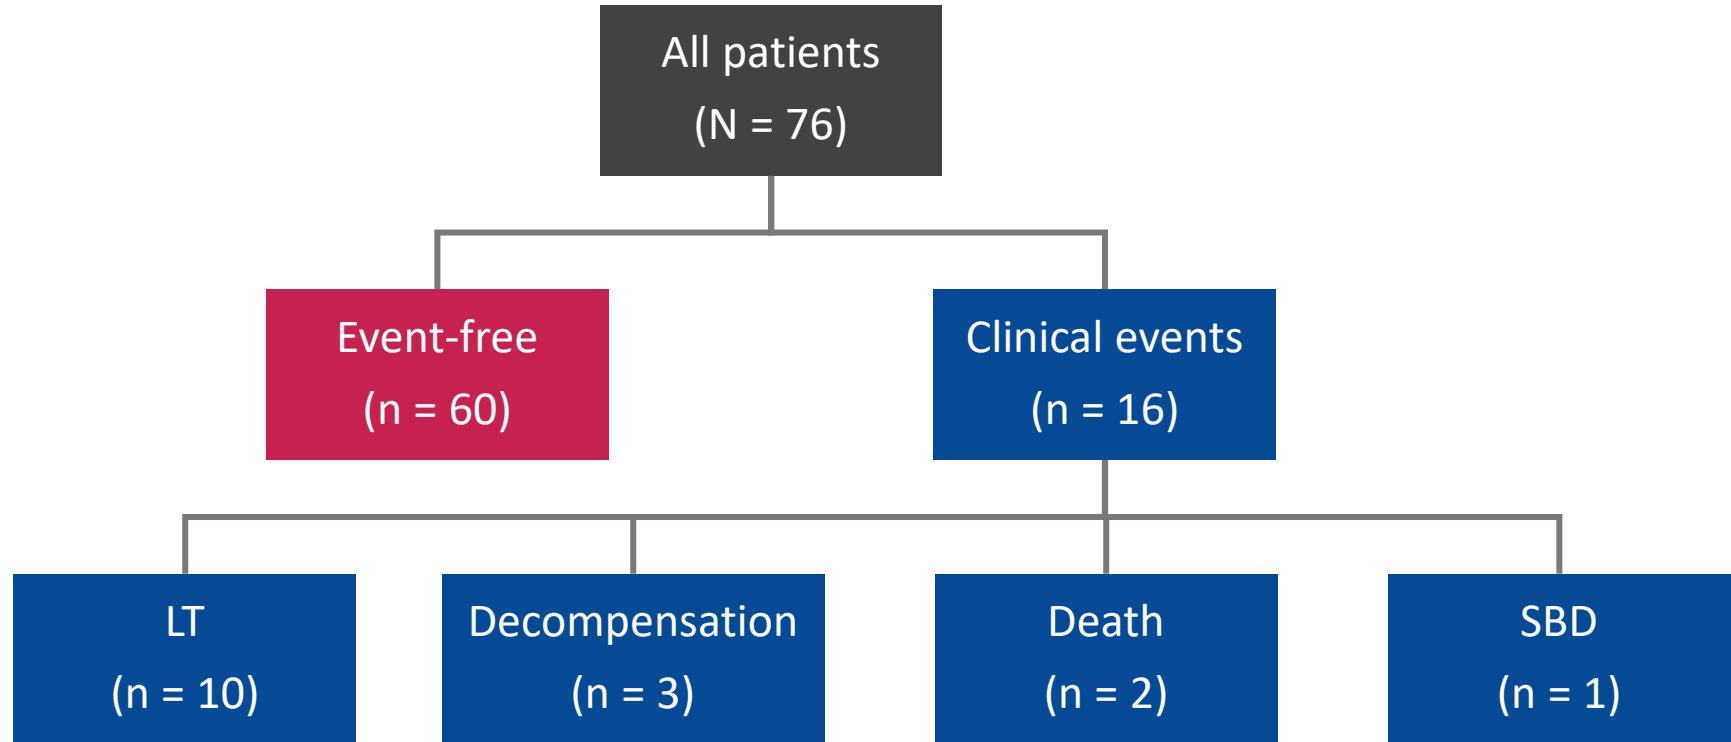 All patients
(N = 76)
Event-free
(n = 60)
Clinical events
(n = 16)
LT
(n = 10)
Decompensation
(n = 3)
Death
(n = 2)
SBD
(n = 1)